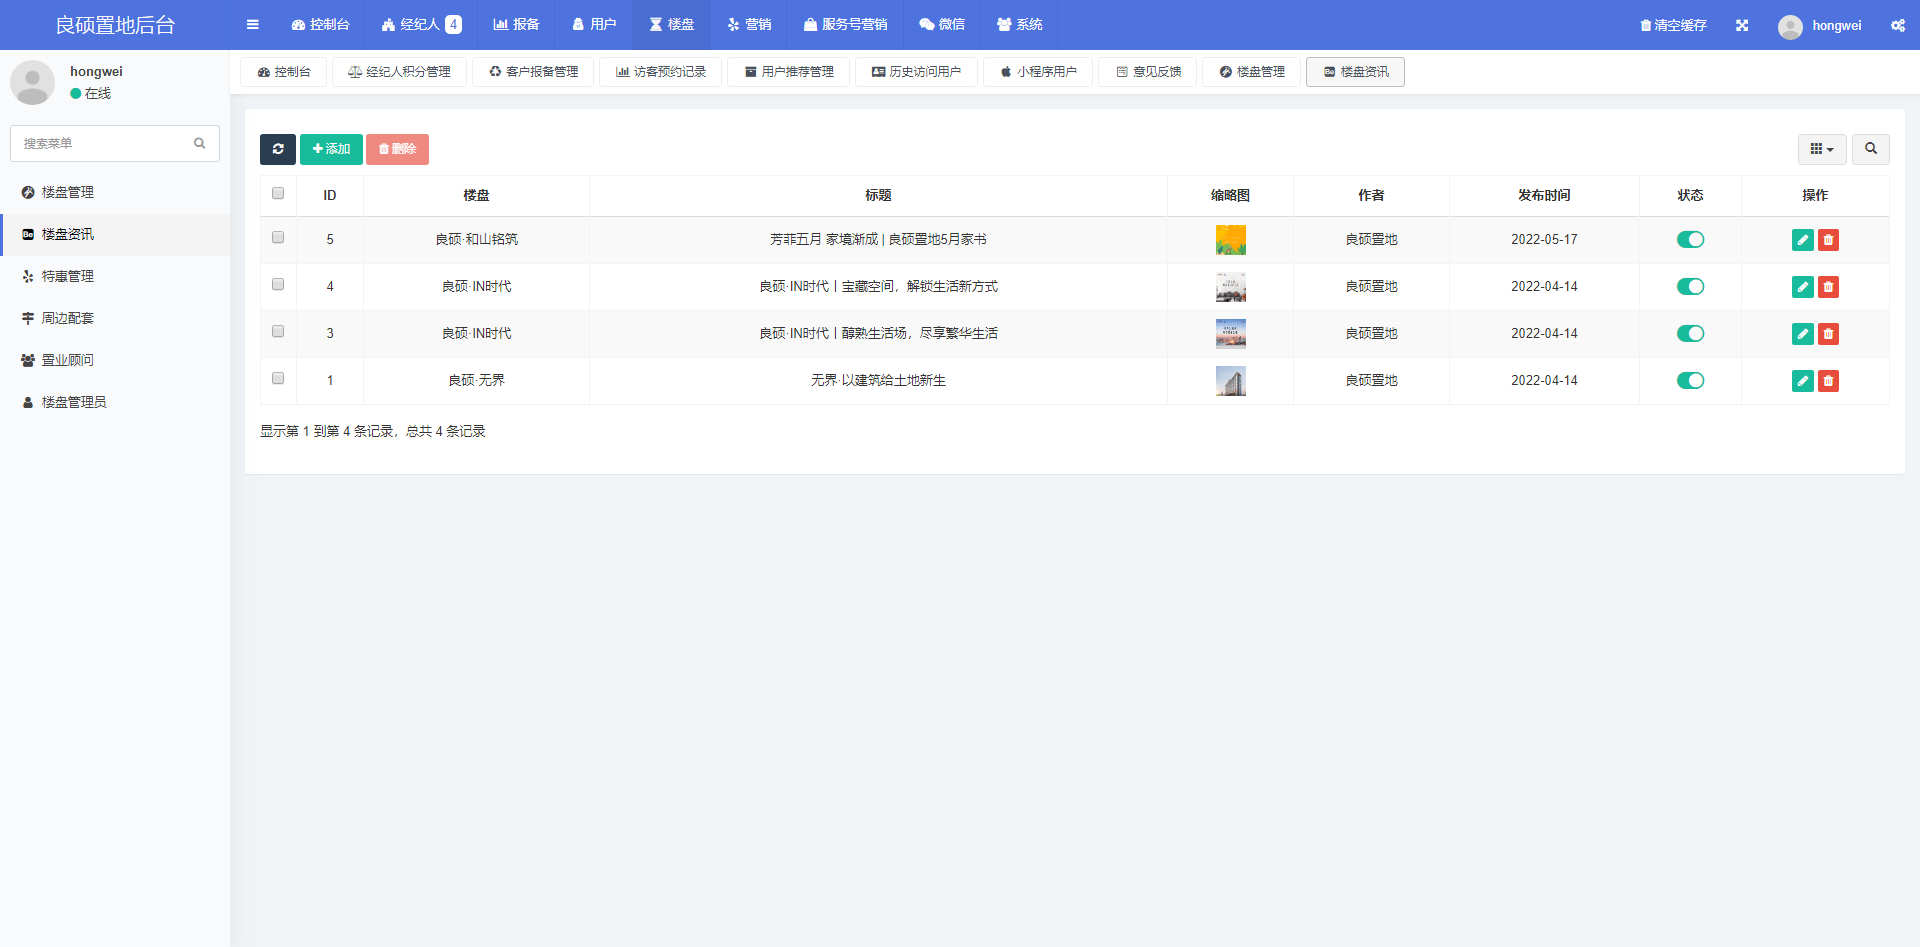 良硕置地后台
控制台 经纪人 4 报备 用户 楼盘 营销 服务号营销 微信 系统 清空缓存 hongwei
hongwei
在线
搜索菜单
楼盘管理
楼盘资讯
特惠管理
周边配套
置业顾问
楼盘管理员
控制台 经纪人积分管理 客户报备管理 访客预约记录 用户推荐管理 历史访问用户 小程序用户 意见反馈 楼盘管理 楼盘资讯
添加 删除
ID 楼盘 标题 缩略图 作者 发布时间 状态 操作
5 良硕·和山铭筑 芳菲五月 家境渐成 | 良硕置地5月家书 良硕置地 2022-05-17
4 良硕·IN时代 良硕·IN时代丨宝藏空间，解锁生活新方式 良硕置地 2022-04-14
3 良硕·IN时代 良硕·IN时代丨醇熟生活场，尽享繁华生活 良硕置地 2022-04-14
1 良硕·无界 无界·以建筑给土地新生 良硕置地 2022-04-14
显示第 1 到第 4 条记录，总共 4 条记录